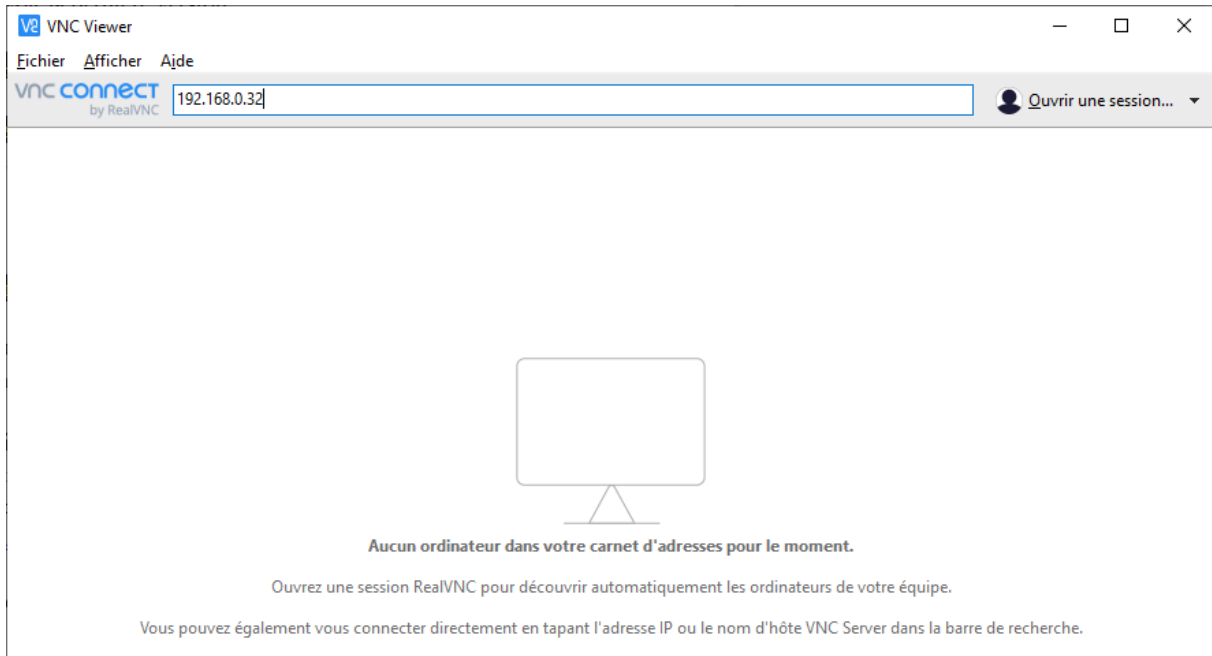 VNC Viewer
Fichier Afficher Aide
vnc connect
by RealVNC
192.168.0.32
Ouvrir une session...
Aucun ordinateur dans votre carnet d'adresses pour le moment.
Ouvrez une session RealVNC pour découvrir automatiquement les ordinateurs de votre équipe.
Vous pouvez également vous connecter directement en tapant l'adresse IP ou le nom d'hôte VNC Server dans la barre de recherche.